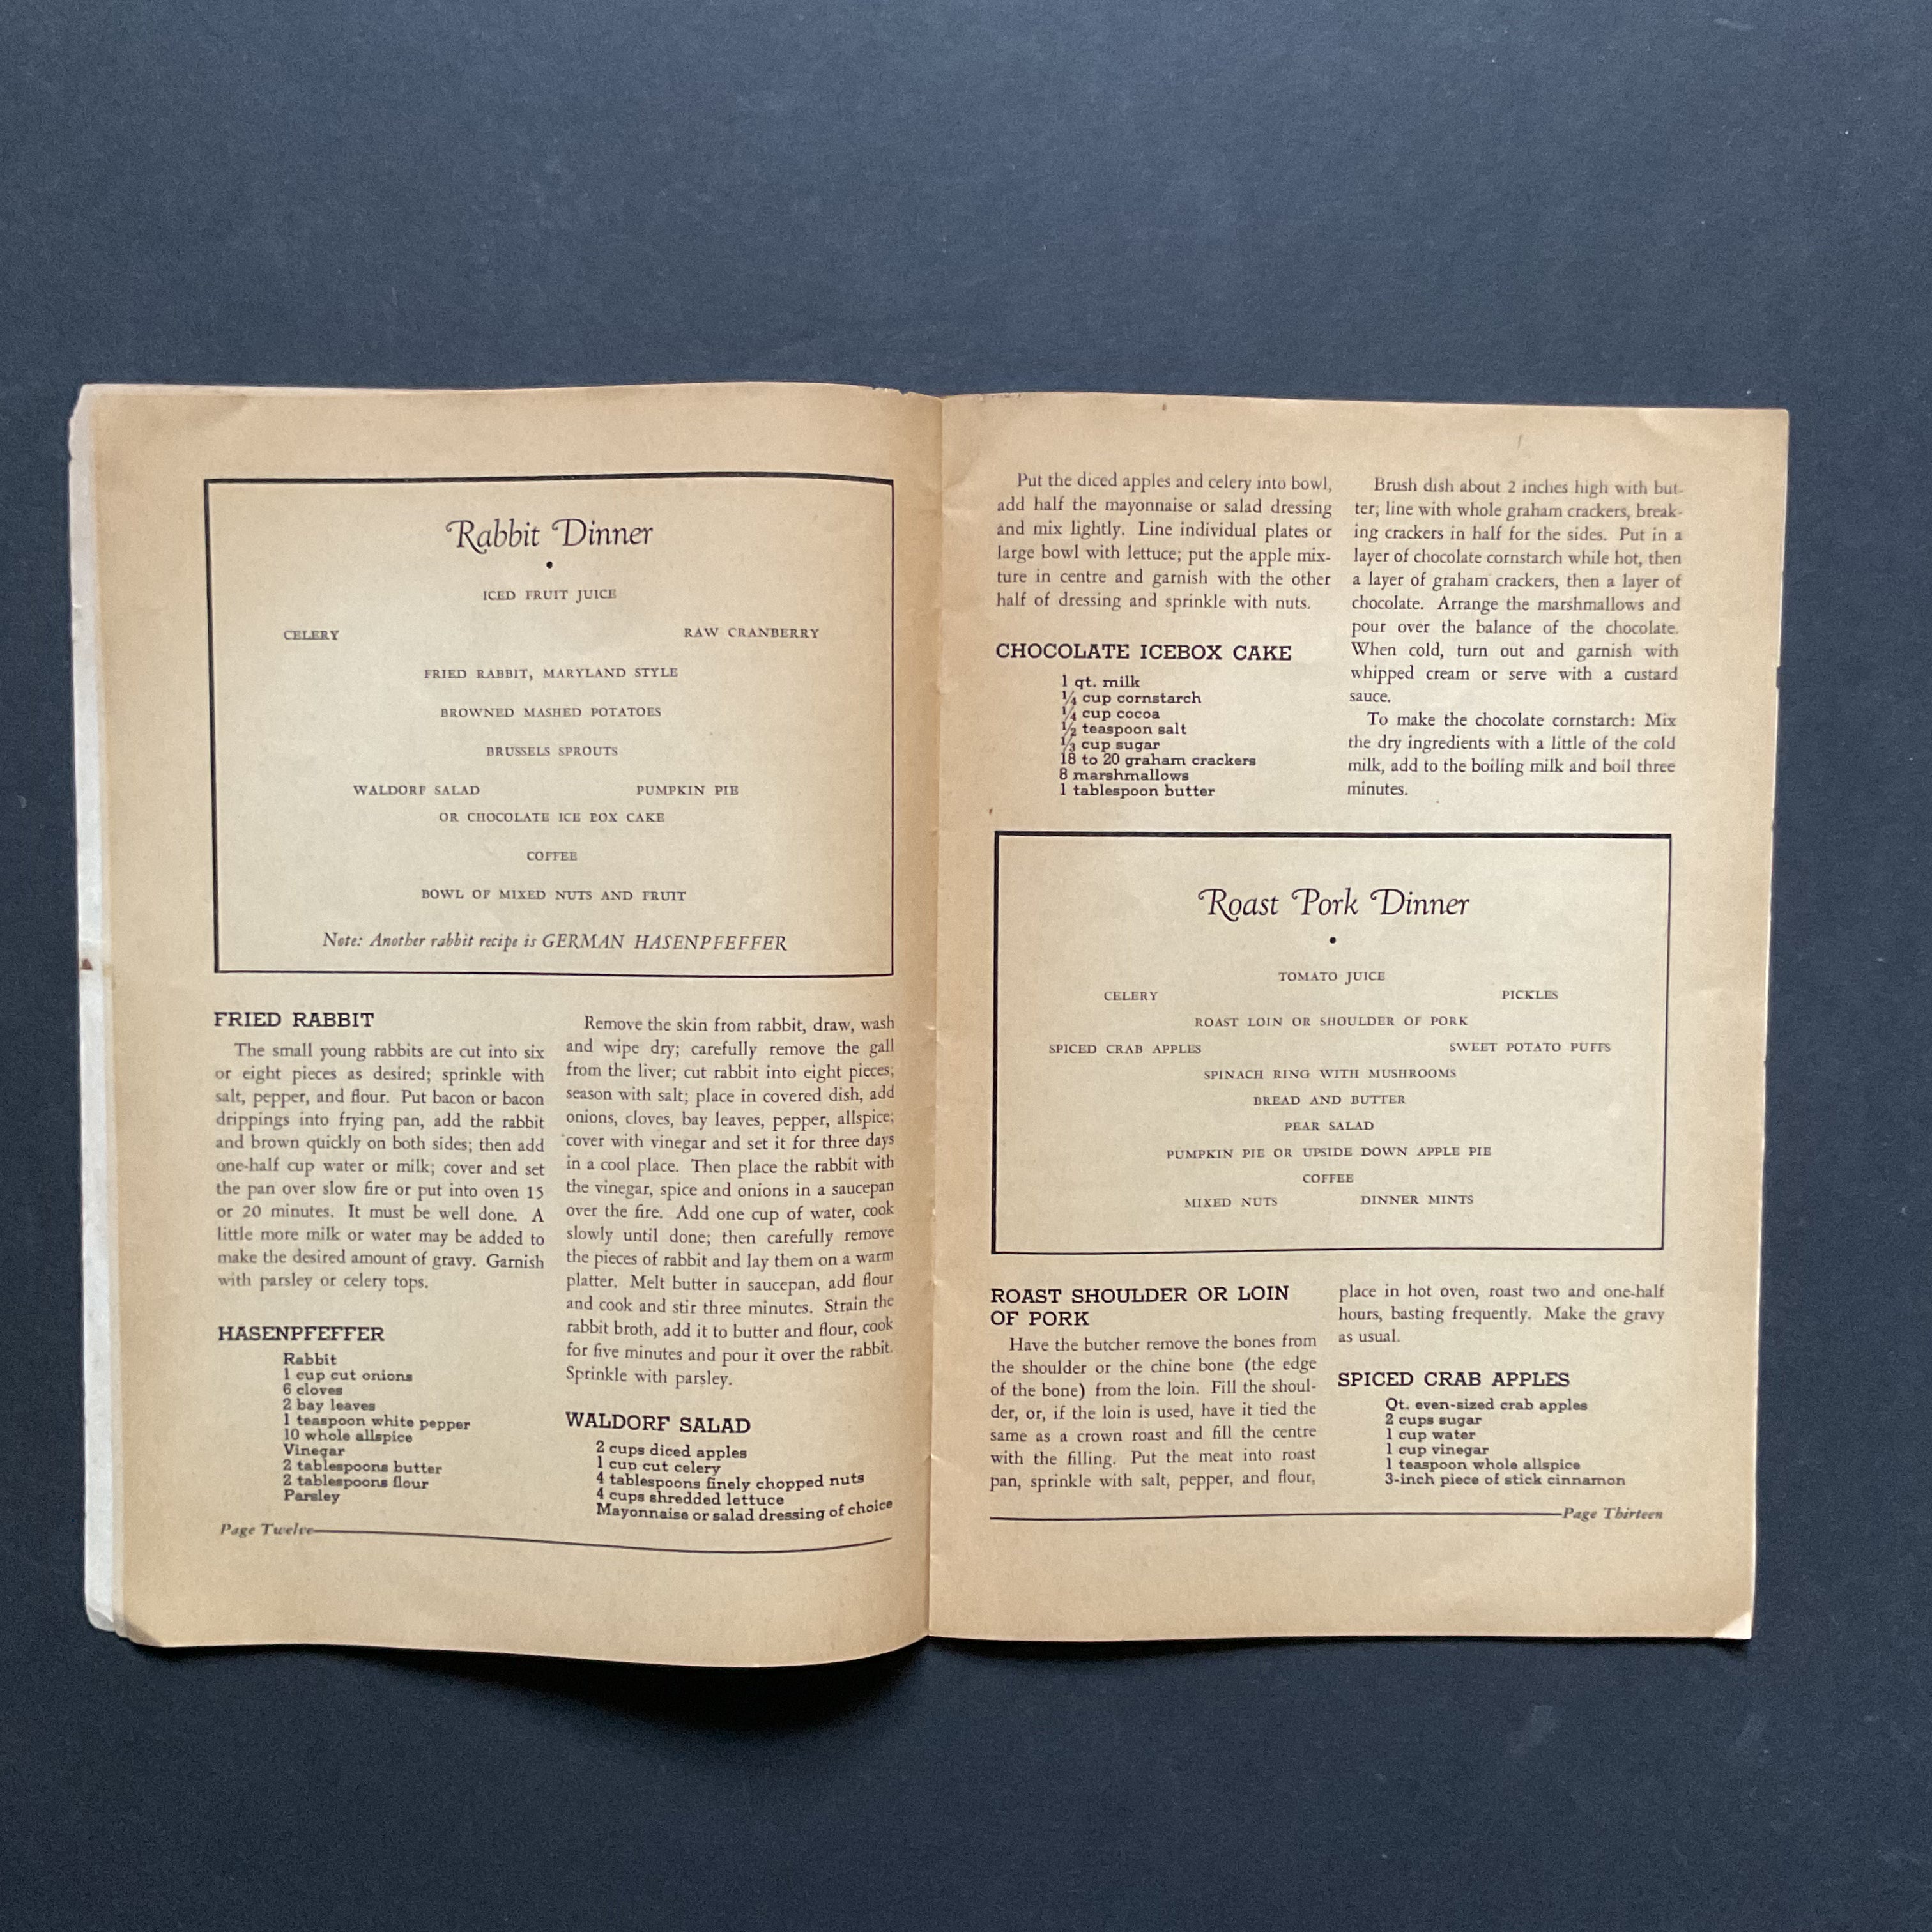 Rabbit Dinner
ICED FRUIT JUICE
CELERY RAW CRANBERRY
FRIED RABBIT, MARYLAND STYLE
BROWNED MASHED POTATOES
BRUSSELS SPROUTS
WALDORF SALAD PUMPKIN PIE
OR CHOCOLATE ICE BOX CAKE
COFFEE
BOWL OF MIXED NUTS AND FRUIT
Note: Another rabbit recipe is GERMAN HASENPFEFFER
FRIED RABBIT
The small young rabbits are cut into six
or eight pieces as desired; sprinkle with
salt, pepper, and flour. Put bacon or bacon
drippings into frying pan, add the rabbit
and brown quickly on both sides; then add
one-half cup water or milk; cover and set
the pan over slow fire or put into oven 15
or 20 minutes. It must be well done. A
little more milk or water may be added to
make the desired amount of gravy. Garnish
with parsley or celery tops.
HASENPFEFFER
Rabbit
1 cup cut onions
6 cloves
2 bay leaves
1 teaspoon white pepper
10 whole allspice
Vinegar
2 tablespoons butter
2 tablespoons flour
Parsley
Remove the skin from rabbit, draw, wash
and wipe dry; carefully remove the gall
from the liver; cut rabbit into eight pieces;
season with salt; place in covered dish, add
onions, cloves, bay leaves, pepper, allspice;
cover with vinegar and set it for three days
in a cool place. Then place the rabbit with
the vinegar, spice and onions in a saucepan
over the fire. Add one cup of water, cook
slowly until done; then carefully remove
the pieces of rabbit and lay them on a warm
platter. Melt butter in saucepan, add flour
and cook and stir three minutes. Strain the
rabbit broth, add it to butter and flour, cook
for five minutes and pour it over the rabbit.
Sprinkle with parsley.
WALDORF SALAD
2 cups diced apples
1 cup cut celery
4 tablespoons finely chopped nuts
4 cups shredded lettuce
Mayonnaise or salad dressing of choice
Page Twelve
Put the diced apples and celery into bowl,
add half the mayonnaise or salad dressing
and mix lightly. Line individual plates or
large bowl with lettuce; put the apple mix-
ture in centre and garnish with the other
half of dressing and sprinkle with nuts.
CHOCOLATE ICEBOX CAKE
1 qt. milk
¼ cup cornstarch
¼ cup cocoa
½ teaspoon salt
⅓ cup sugar
18 to 20 graham crackers
8 marshmallows
1 tablespoon butter
Brush dish about 2 inches high with but-
ter; line with whole graham crackers, break-
ing crackers in half for the sides. Put in a
layer of chocolate cornstarch while hot, then
a layer of graham crackers, then a layer of
chocolate. Arrange the marshmallows and
pour over the balance of the chocolate.
When cold, turn out and garnish with
whipped cream or serve with a custard
sauce.
To make the chocolate cornstarch: Mix
the dry ingredients with a little of the cold
milk, add to the boiling milk and boil three
minutes.
Roast Pork Dinner
TOMATO JUICE
CELERY PICKLES
ROAST LOIN OR SHOULDER OF PORK
SPICED CRAB APPLES SWEET POTATO PUFFS
SPINACH RING WITH MUSHROOMS
BREAD AND BUTTER
PEAR SALAD
PUMPKIN PIE OR UPSIDE DOWN APPLE PIE
COFFEE
MIXED NUTS DINNER MINTS
ROAST SHOULDER OR LOIN
OF PORK
Have the butcher remove the bones from
the shoulder or the chine bone (the edge
of the bone) from the loin. Fill the shoul-
der, or, if the loin is used, have it tied the
same as a crown roast and fill the centre
with the filling. Put the meat into roast
pan, sprinkle with salt, pepper, and flour,
place in hot oven, roast two and one-half
hours, basting frequently. Make the gravy
as usual.
SPICED CRAB APPLES
Qt. even-sized crab apples
2 cups sugar
1 cup water
1 cup vinegar
1 teaspoon whole allspice
3-inch piece of stick cinnamon
Page Thirteen